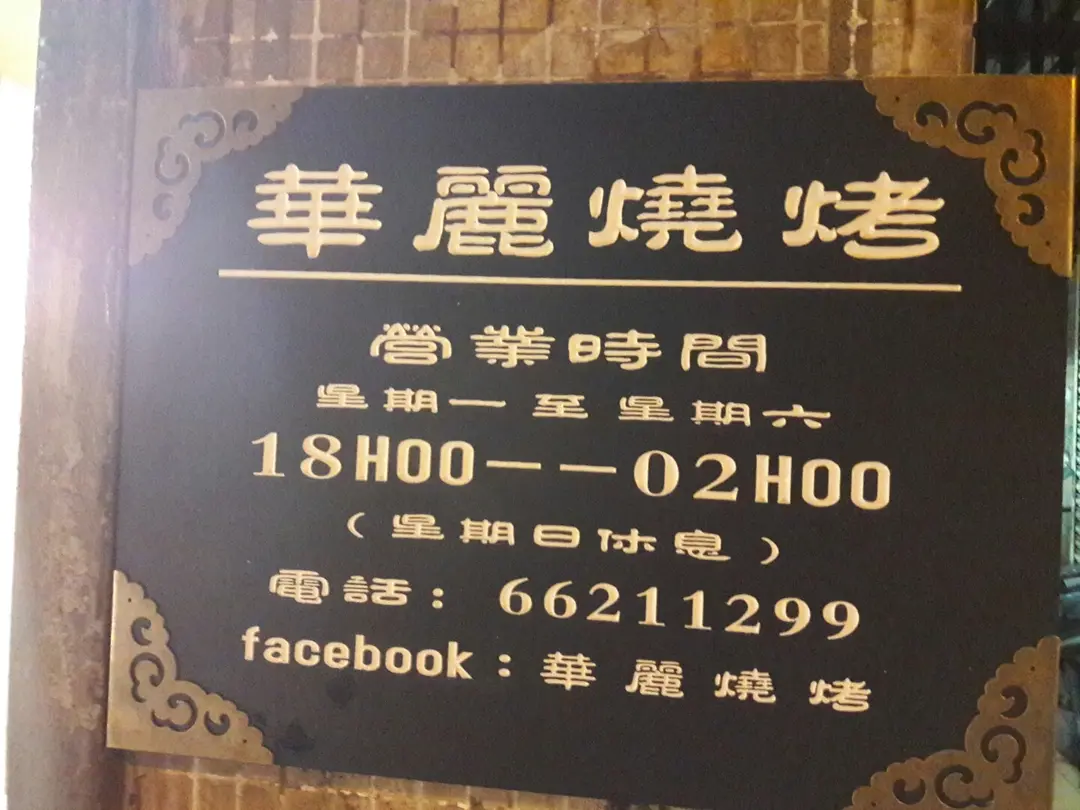 華麗燒烤
營業時間
星期一至星期六
18H00——02H00
（星期日休息）
電話：66211299
facebook：華麗燒烤